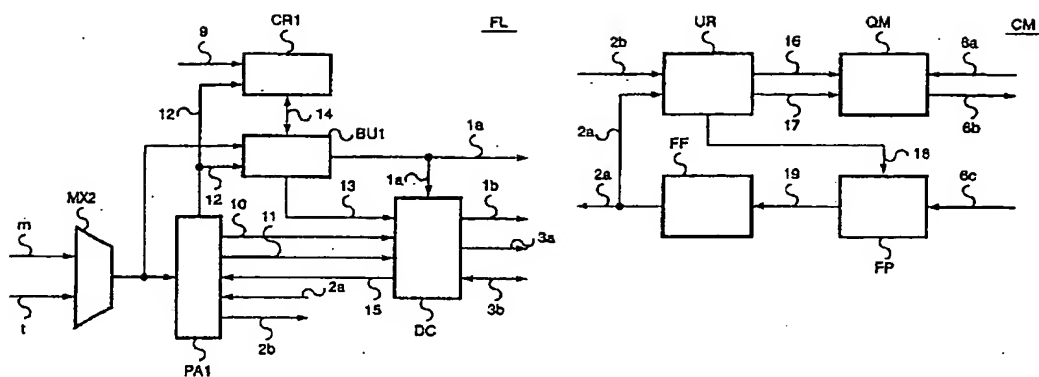 CR1
FL
9
12
14
BU1
1a
12
1a
13
MX2
10
11
1b
m
3a
t
15
2a
3b
2b
DC
PA1
UR
QM
CM
2b
16
6a
17
6b
2a
FF
18
2a
19
6c
FP